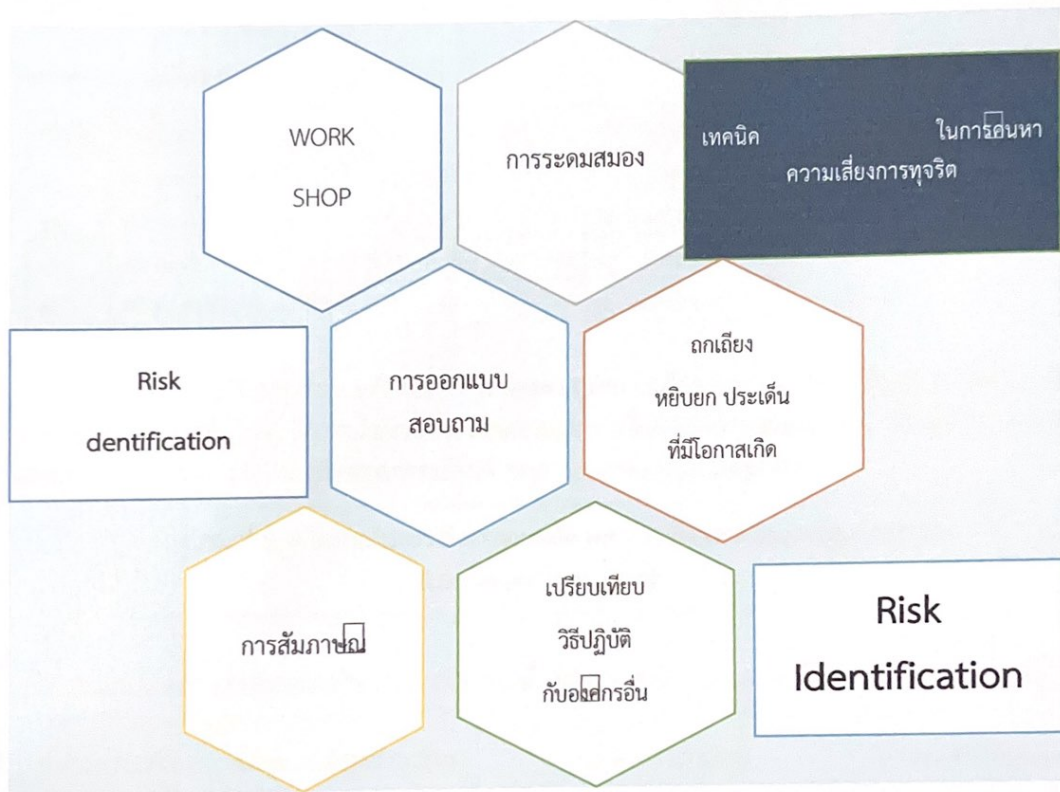 WORK
SHOP
การระดมสมอง
เทคนิค ในการคนหา
ความเสี่ยงการทุจริต
Risk
dentification
การออกแบบ
สอบถาม
ถกเถียง
หยิบยก ประเด็น
ที่มีโอกาสเกิด
การสัมภาษณ
เปรียบเทียบ
วิธีปฏิบัติ
กับองคกรอื่น
Risk
Identification